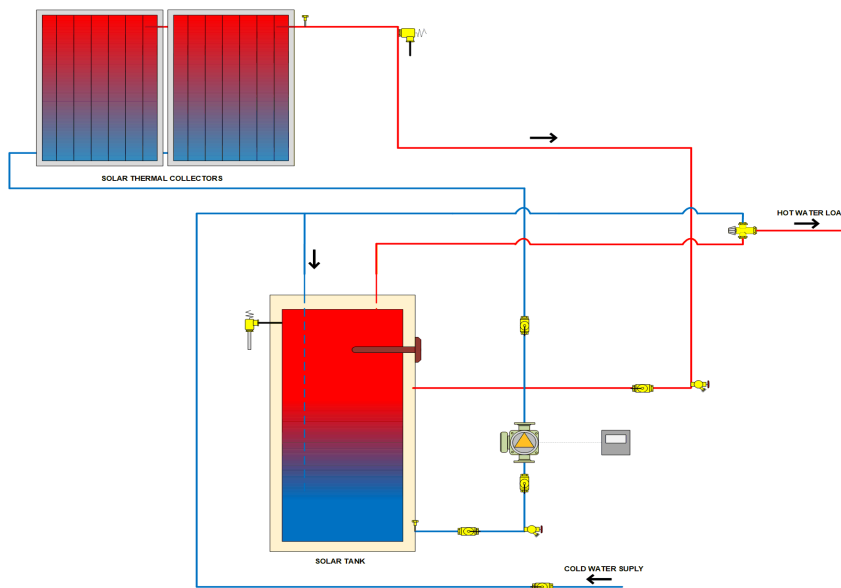 SOLAR THERMAL COLLECTORS
HOT WATER LOA
SOLAR TANK
COLD WATER SUPLY